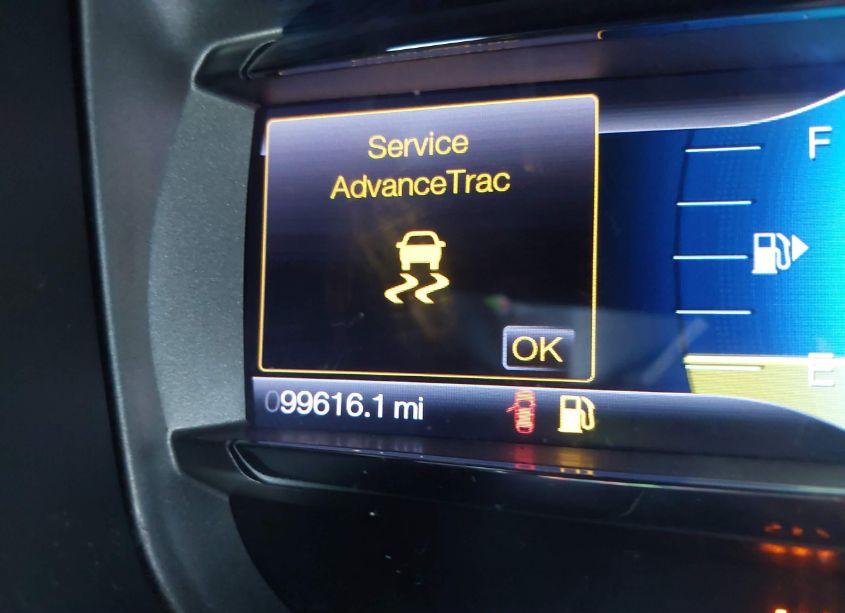 Service
AdvanceTrac
OK
099616.1 mi
F
E